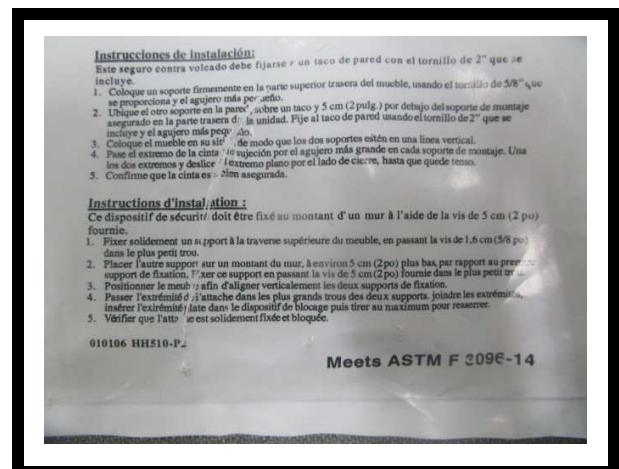 Instrucciones de instalación:
Este seguro contra volcado debe fijarse a un taco de pared con el tornillo de 2" que se
incluye.
1. Coloque un soporte firmemente en la parte superior trasera del mueble, usando el tornillo de 5/8" que
se proporciona y el agujero más pequeño.
2. Ubique el otro soporte en la pared, sobre un taco y 5 cm (2 pulg.) por debajo del soporte de montaje
asegurado en la parte trasera de la unidad. Fije al taco de pared usando el tornillo de 2" que se
incluye y el agujero más pequeño.
3. Coloque el mueble en su sitio, de modo que los dos soportes estén en una línea vertical.
4. Pase el extremo de la cinta de sujeción por el agujero más grande en cada soporte de montaje. Una
los dos extremos y deslice el extremo plano por el lado de cierre, hasta que quede tenso.
5. Confirme que la cinta esté bien asegurada.
Instructions d'installation :
Ce dispositif de sécurité doit être fixé au montant d'un mur à l'aide de la vis de 5 cm (2 po)
fournie.
1. Fixer solidement un support à la traverse supérieure du meuble, en passant la vis de 1,6 cm (5/8 po)
dans le plus petit trou.
2. Placer l'autre support sur un montant du mur, à environ 5 cm (2 po) plus bas, par rapport au premier
support de fixation, Fixer ce support en passant la vis de 5 cm (2 po) fournie dans le plus petit trou.
3. Positionner le meuble afin d'aligner verticalement les deux supports de fixation.
4. Passer l'extrémité de l'attache dans les plus grands trous des deux supports. joindre les extrémités,
insérer l'exirémité plate dans le dispositif de blocage puis tirer au maximum pour resserrer.
5. Vérifier que l'attache est solidement fixée et bloquée.
010106 HH510-P2
Meets ASTM F 2096-14